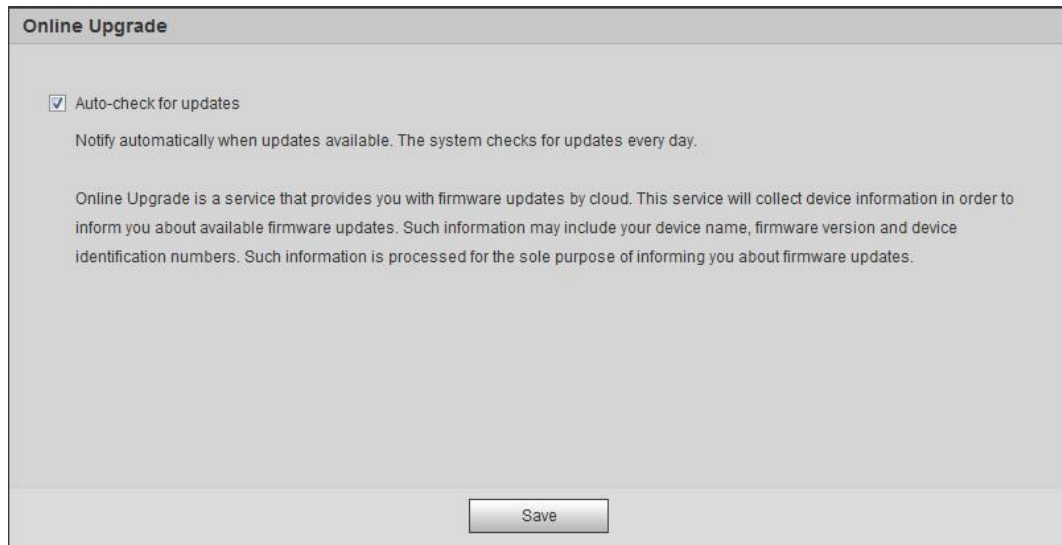 Online Upgrade
Auto-check for updates
Notify automatically when updates available. The system checks for updates every day.
Online Upgrade is a service that provides you with firmware updates by cloud. This service will collect device information in order to
inform you about available firmware updates. Such information may include your device name, firmware version and device
identification numbers. Such information is processed for the sole purpose of informing you about firmware updates.
Save